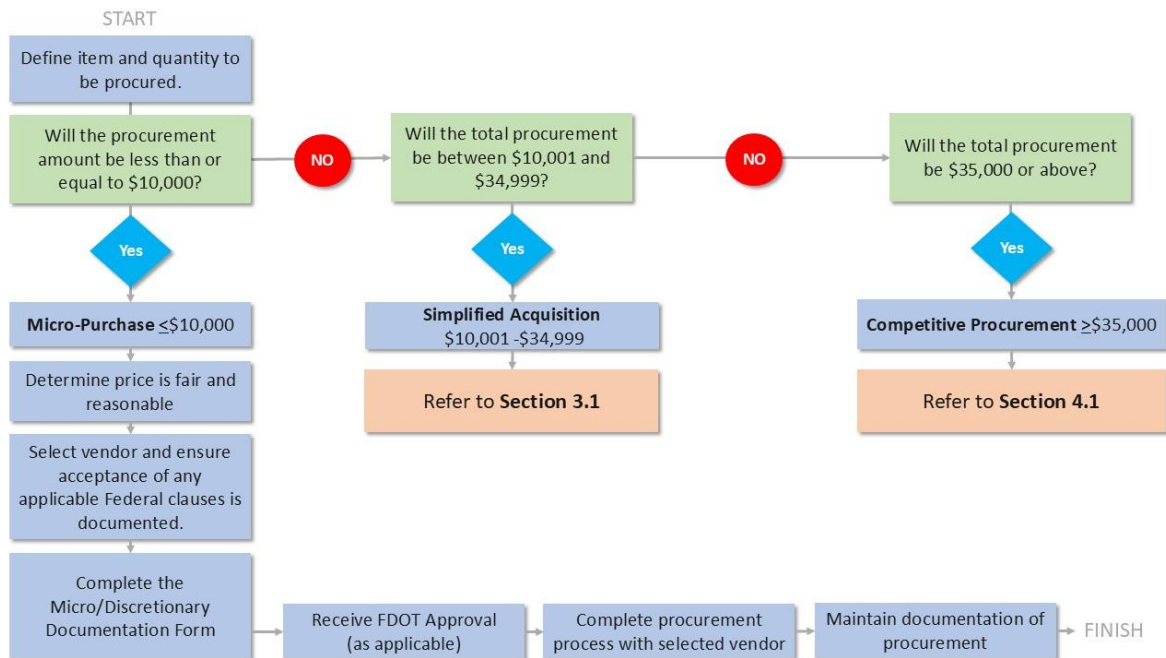 START
Define item and quantity to
be procured.
Will the procurement
amount be less than or
equal to $10,000?
NO
Will the total procurement
be between $10,001 and
$34,999?
NO
Will the total procurement
be $35,000 or above?
Yes
Yes
Yes
Micro-Purchase <$10,000
Simplified Acquisition
$10,001 -$34,999
Competitive Procurement >$35,000
Determine price is fair and
reasonable
Refer to Section 3.1
Refer to Section 4.1
Select vendor and ensure
acceptance of any
applicable Federal clauses is
documented.
Complete the
Micro/Discretionary
Documentation Form
Receive FDOT Approval
(as applicable)
Complete procurement
process with selected vendor
Maintain documentation of
procurement
FINISH